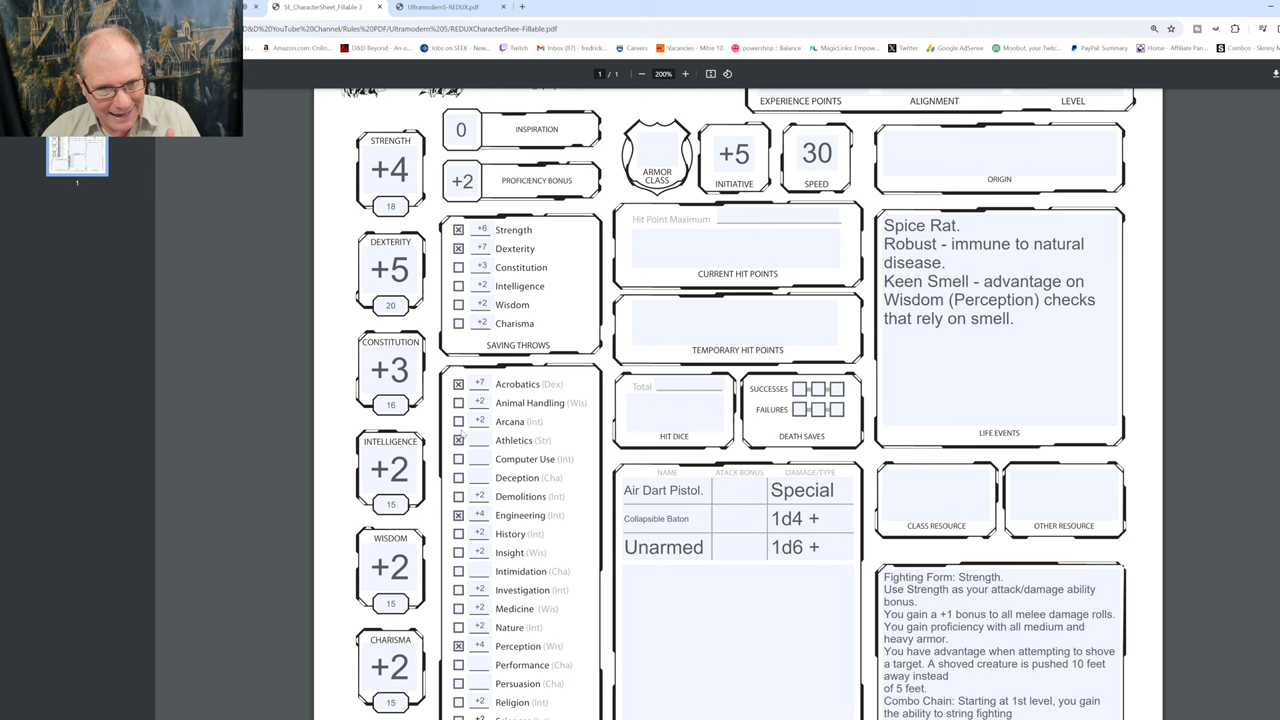 5E_CharacterSheet_Fillable 3
Ultramodern5-REDUX.pdf
D&D%20YouTube%20Channel/Rules%20PDF/Ultramodern%205/REDUXCharacterShee-Fillable.pdf
Amazon.com: Onlin...
D&D Beyond - An o...
Jobs on SEEK - New...
Twitch
Inbox (87) - fredrick...
Careers
Vacancies - Mitre 10
powershop :: Balance
MagicLinks: Empow...
Twitter
Google AdSense
Moobot, your Twitc...
PayPal: Summary
Home - Affiliate Pan...
Combos - Skinny D
1 / 1
200%
1
EXPERIENCE POINTS
ALIGNMENT
LEVEL
STRENGTH
+4
18
DEXTERITY
+5
20
CONSTITUTION
+3
16
INTELLIGENCE
+2
15
WISDOM
+2
15
CHARISMA
+2
15
0 INSPIRATION
+2 PROFICIENCY BONUS
+6 Strength
+7 Dexterity
+3 Constitution
+2 Intelligence
+2 Wisdom
+2 Charisma
SAVING THROWS
+7 Acrobatics (Dex)
+2 Animal Handling (Wis)
+2 Arcana (Int)
Athletics (Str)
Computer Use (Int)
Deception (Cha)
+2 Demolitions (Int)
+4 Engineering (Int)
+2 History (Int)
+2 Insight (Wis)
Intimidation (Cha)
+2 Investigation (Int)
+2 Medicine (Wis)
+2 Nature (Int)
+4 Perception (Wis)
Performance (Cha)
Persuasion (Cha)
+2 Religion (Int)
ARMOR
CLASS
+5
INITIATIVE
30
SPEED
Hit Point Maximum
CURRENT HIT POINTS
TEMPORARY HIT POINTS
Total
HIT DICE
SUCCESSES
FAILURES
DEATH SAVES
NAME ATACK BONUS DAMAGE/TYPE
Air Dart Pistol. Special
Collapsible Baton 1d4 +
Unarmed 1d6 +
ORIGIN
Spice Rat.
Robust - immune to natural
disease.
Keen Smell - advantage on
Wisdom (Perception) checks
that rely on smell.
LIFE EVENTS
CLASS RESOURCE
OTHER RESOURCE
Fighting Form: Strength.
Use Strength as your attack/damage ability
bonus.
You gain a +1 bonus to all melee damage rolls.
You gain proficiency with all medium and
heavy armor.
You have advantage when attempting to shove
a target. A shoved creature is pushed 10 feet
away instead
of 5 feet.
Combo Chain: Starting at 1st level, you gain
the ability to string fighting